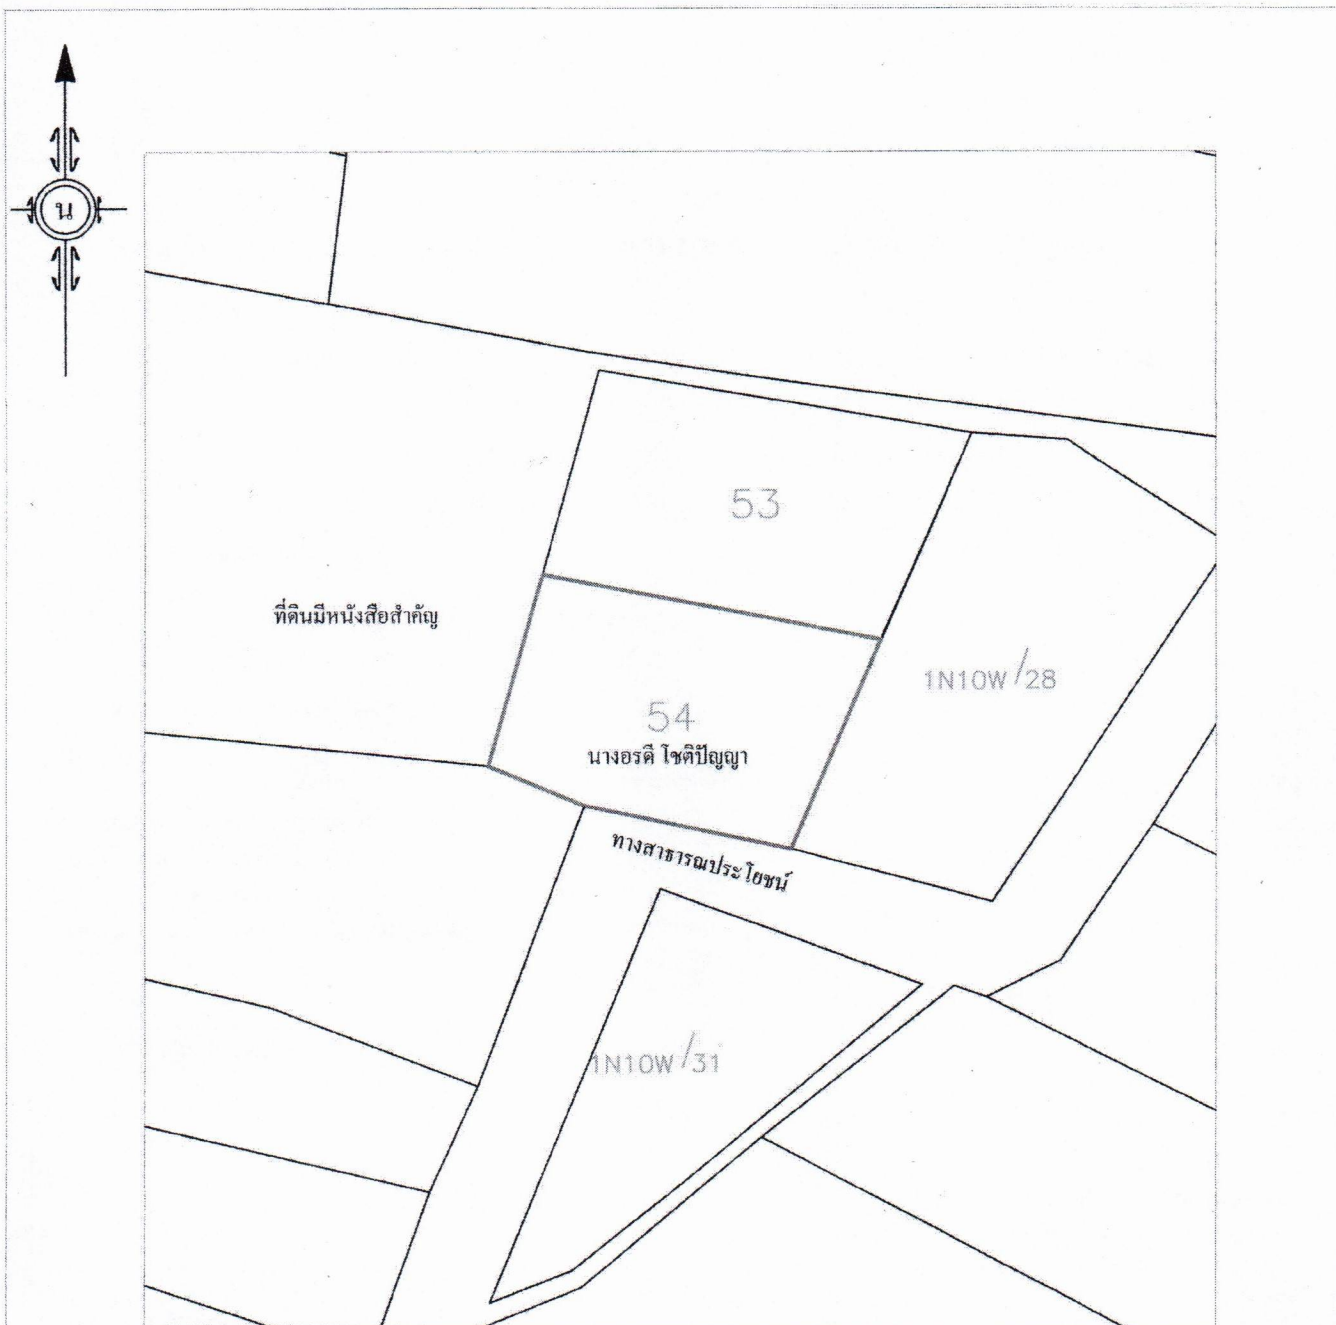 น
53
ที่ดินมีหนังสือสำคัญ
1N10W/28
54
นางอรดี โชติปัญญา
ทางสาธารณประโยชน์
1N10W/31